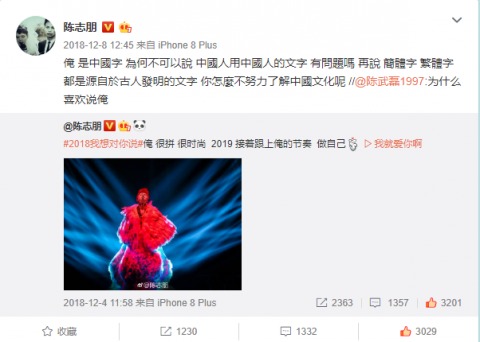 陈志朋
2018-12-8 12:45 来自 iPhone 8 Plus
俺 是中國字 為何不可以說 中國人用中國人的文字 有問題嗎 再說 簡體字 繁體字
都是源自於古人發明的文字 你怎麼不努力了解中國文化呢 //@陈武磊1997:为什么
喜欢说俺
@陈志朋
#2018我想对你说#俺 很拼 很时尚 2019 接着跟上俺的节奏 做自己 ▷我就爱你啊
@陈志朋
2018-12-4 11:58 来自 iPhone 8 Plus 2363 1357 3201
收藏 1230 1332 3029